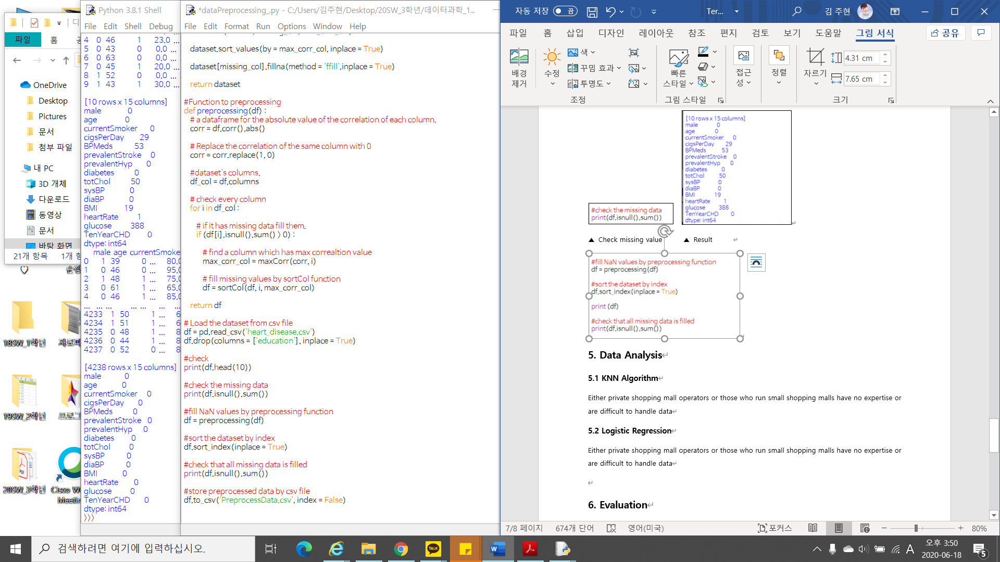 파일
홈
OneDrive
Desktop
Pictures
문서
첨부 파일
내 PC
3D 개체
다운로드
동영상
문서
바탕 화면
21개 항목
18SW_1학년
19SW_2학년
20SW_3학년
Python 3.8.1 Shell
File Edit Shell Debug
4 0 46 1 23.0 ...
5 0 43 0 0.0 ...
6 0 63 0 0.0 ...
7 0 45 1 20.0 ...
8 1 52 0 0.0 ...
9 1 43 1 30.0 ...
[10 rows x 15 columns]
male 0
age 0
currentSmoker 0
cigsPerDay 29
BPMeds 53
prevalentStroke 0
prevalentHyp 0
diabetes 0
totChol 50
sysBP 0
diaBP 0
BMI 19
heartRate 1
glucose 388
TenYearCHD 0
dtype: int64
male age currentSmoke
0 1 39 0 ... 80.0
1 0 46 0 ... 95.0
2 1 48 1 ... 75.0
3 0 61 1 ... 65.0
4 0 46 1 ... 85.0
... ... ... ... ... ...
4233 1 50 1 ... 6
4234 1 51 1 ... 6
4235 0 48 1 ... 8
4236 0 44 1 ... 8
4237 0 52 0 ... 8
[4238 rows x 15 columns]
male 0
age 0
currentSmoker 0
cigsPerDay 0
BPMeds 0
prevalentStroke 0
prevalentHyp 0
diabetes 0
totChol 0
sysBP 0
diaBP 0
BMI 0
heartRate 0
glucose 0
TenYearCHD 0
dtype: int64
>>>
*dataPreprocessing_.py - C:/Users/김주현/Desktop/20SW_3학년/데이터과학_1...
File Edit Format Run Options Window Help
dataset.sort_values(by = max_corr_col, inplace = True)
dataset[missing_col].fillna(method = 'ffill',inplace = True)
return dataset
#Function to preprocessing
def preprocessing(df) :
# a dataframe for the absolute value of the correlation of each column.
corr = df.corr().abs()
# Replace the correlation of the same column with 0
corr = corr.replace(1, 0)
#dataset's columns.
df_col = df.columns
# check every column
for i in df_col :
# if it has missing data fill them.
if (df[i].isnull().sum() > 0) :
# find a column which has max correaltion value
max_corr_col = maxCorr(corr, i)
# fill missing values by sortCol function
df = sortCol(df, i, max_corr_col)
return df
# Load the dataset from csv file
df = pd.read_csv('heart_disease.csv')
df.drop(columns = ['education'], inplace = True)
#check
print(df.head(10))
#check the missing data
print(df.isnull().sum())
#fill NaN values by preprocessing function
df = preprocessing(df)
#sort the dataset by index
df.sort_index(inplace = True)
#check that all missing data is filled
print(df.isnull().sum())
#store preprocessed data by csv file
df.to_csv('PreprocessData.csv', index = False)
자동 저장 끔 Ter... 김 주현
파일 홈 삽입 디자인 레이아웃 참조 편지 검토 보기 도움말 그림 서식 공유
배경 제거
수정
색
꾸밈 효과
투명도
조정
빠른 스타일
그림 스타일
접근성
정렬
자르기
4.31 cm
7.65 cm
크기
#check the missing data
print(df.isnull().sum())
[10 rows x 15 columns]
male 0
age 0
currentSmoker 0
cigsPerDay 29
BPMeds 53
prevalentStroke 0
prevalentHyp 0
diabetes 0
totChol 50
sysBP 0
diaBP 0
BMI 19
heartRate 1
glucose 388
TenYearCHD 0
dtype: int64
▲ Check missing value ▲ Result
#fill NaN values by preprocessing function
df = preprocessing(df)
#sort the dataset by index
df.sort_index(inplace = True)
print (df)
#check that all missing data is filled
print(df.isnull().sum())
5. Data Analysis
5.1 KNN Algorithm
Either private shopping mall operators or those who run small shopping malls have no expertise or
are difficult to handle data
5.2 Logistic Regression
Either private shopping mall operators or those who run small shopping malls have no expertise or
are difficult to handle data
6. Evaluation
7/8 페이지 674개 단어 영어(미국) 포커스 80%
검색하려면 여기에 입력하십시오.
TALK
A
오후 3:50
2020-06-18
5